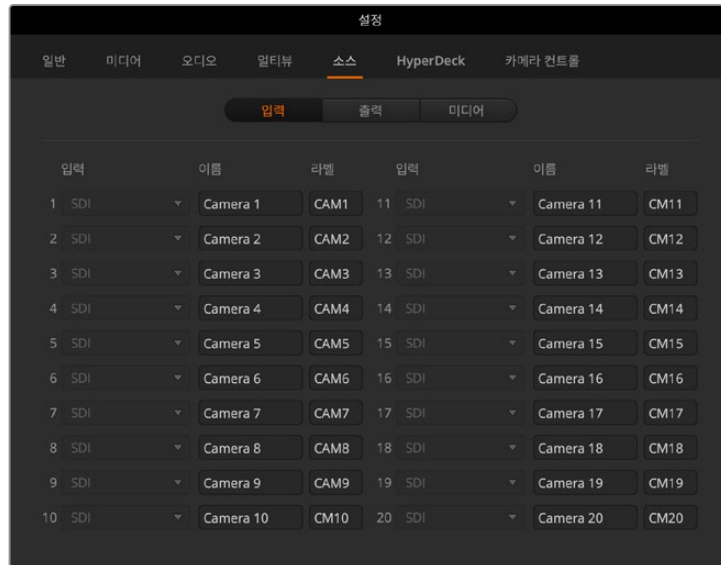 설정
일반 미디어 오디오 멀티뷰 소스 HyperDeck 카메라 컨트롤
입력 출력 미디어
입력 이름 라벨 입력 이름 라벨
1 SDI Camera 1 CAM1 11 SDI Camera 11 CM11
2 SDI Camera 2 CAM2 12 SDI Camera 12 CM12
3 SDI Camera 3 CAM3 13 SDI Camera 13 CM13
4 SDI Camera 4 CAM4 14 SDI Camera 14 CM14
5 SDI Camera 5 CAM5 15 SDI Camera 15 CM15
6 SDI Camera 6 CAM6 16 SDI Camera 16 CM16
7 SDI Camera 7 CAM7 17 SDI Camera 17 CM17
8 SDI Camera 8 CAM8 18 SDI Camera 18 CM18
9 SDI Camera 9 CAM9 19 SDI Camera 19 CM19
10 SDI Camera 10 CM10 20 SDI Camera 20 CM20